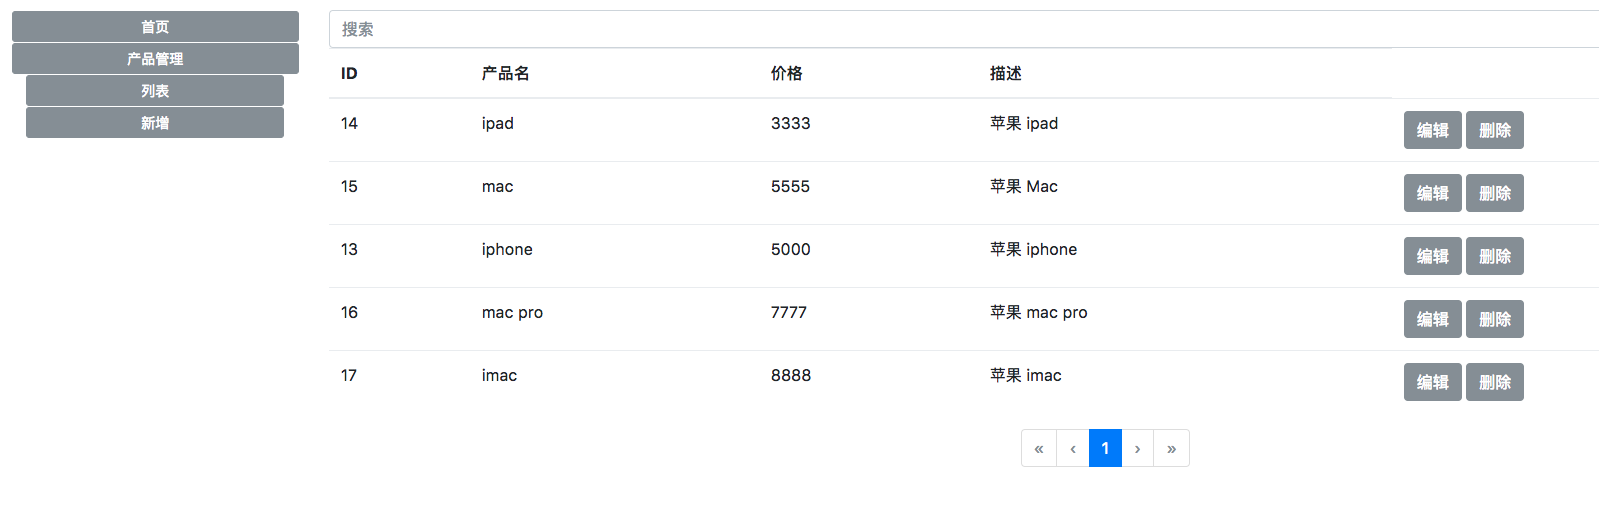 首页
产品管理
列表
新增
搜索
ID 产品名 价格 描述
14 ipad 3333 苹果 ipad 编辑 删除
15 mac 5555 苹果 Mac 编辑 删除
13 iphone 5000 苹果 iphone 编辑 删除
16 mac pro 7777 苹果 mac pro 编辑 删除
17 imac 8888 苹果 imac 编辑 删除
« ‹ 1 › »